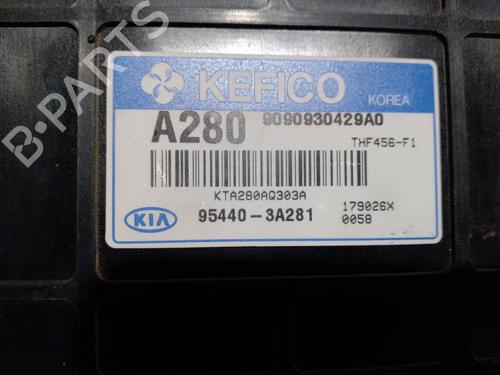 KEFICO
KOREA
A280 9090930429A0
THF456-F1
KTA280AQ303A
KIA 95440-3A281
179026X
0058
B-PARTS